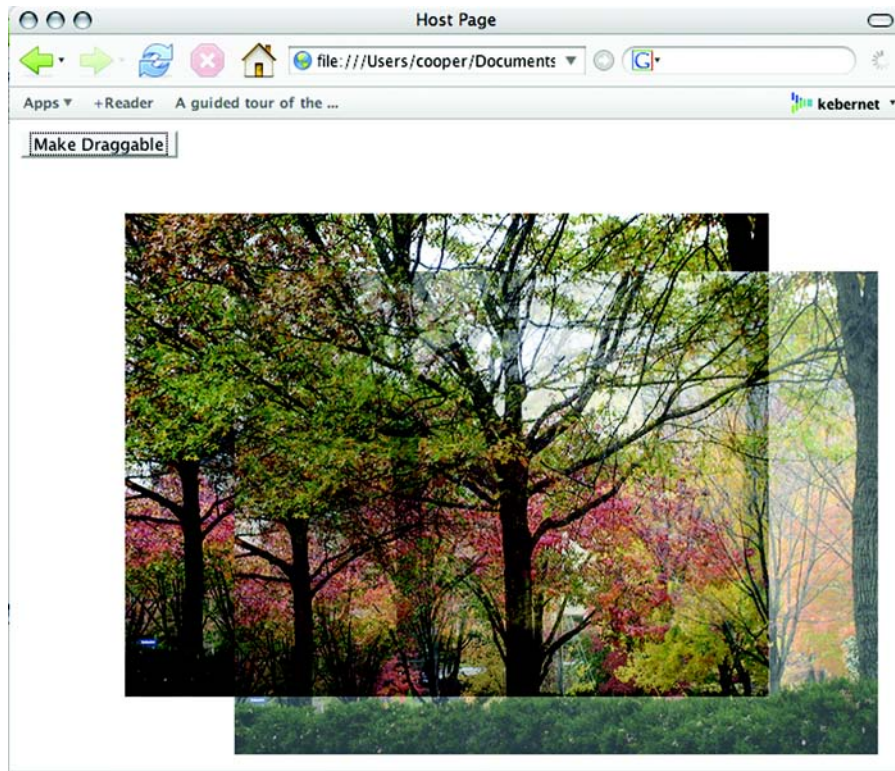 Host Page
file:///Users/cooper/Documents
G
Apps +Reader A guided tour of the ...
kebernet
Make Draggable